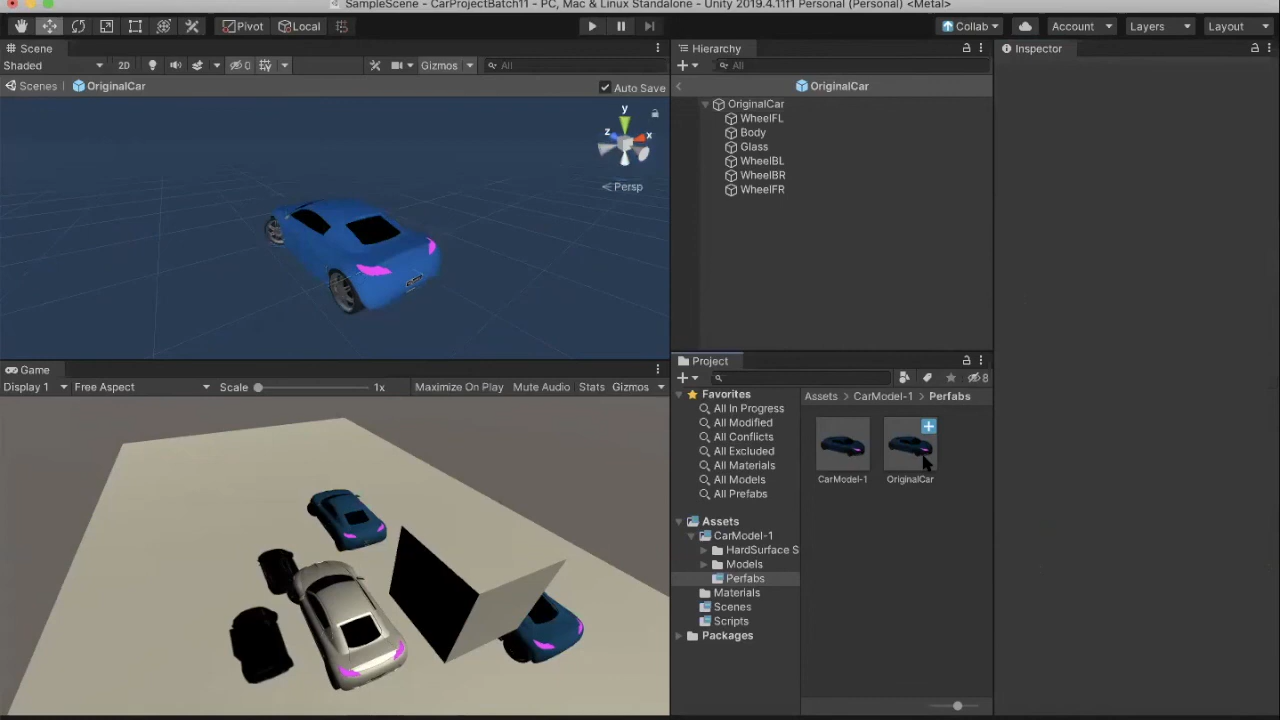 SampleScene - CarProjectBatch11 - PC, Mac & Linux Standalone - Unity 2019.4.11f1 Personal (Personal) <Metal>
Pivot Local Collab Account Layers Layout
Scene
Shaded 2D 0 Gizmos All
Scenes OriginalCar Auto Save
y
z x
Persp
Hierarchy
All
OriginalCar
OriginalCar
WheelFL
Body
Glass
WheelBL
WheelBR
WheelFR
Inspector
Game
Display 1 Free Aspect Scale 1x Maximize On Play Mute Audio Stats Gizmos
Project
8
Favorites
All In Progress
All Modified
All Conflicts
All Excluded
All Materials
All Models
All Prefabs
Assets
CarModel-1
HardSurface S
Models
Perfabs
Materials
Scenes
Scripts
Packages
Assets > CarModel-1 > Perfabs
CarModel-1 OriginalCar